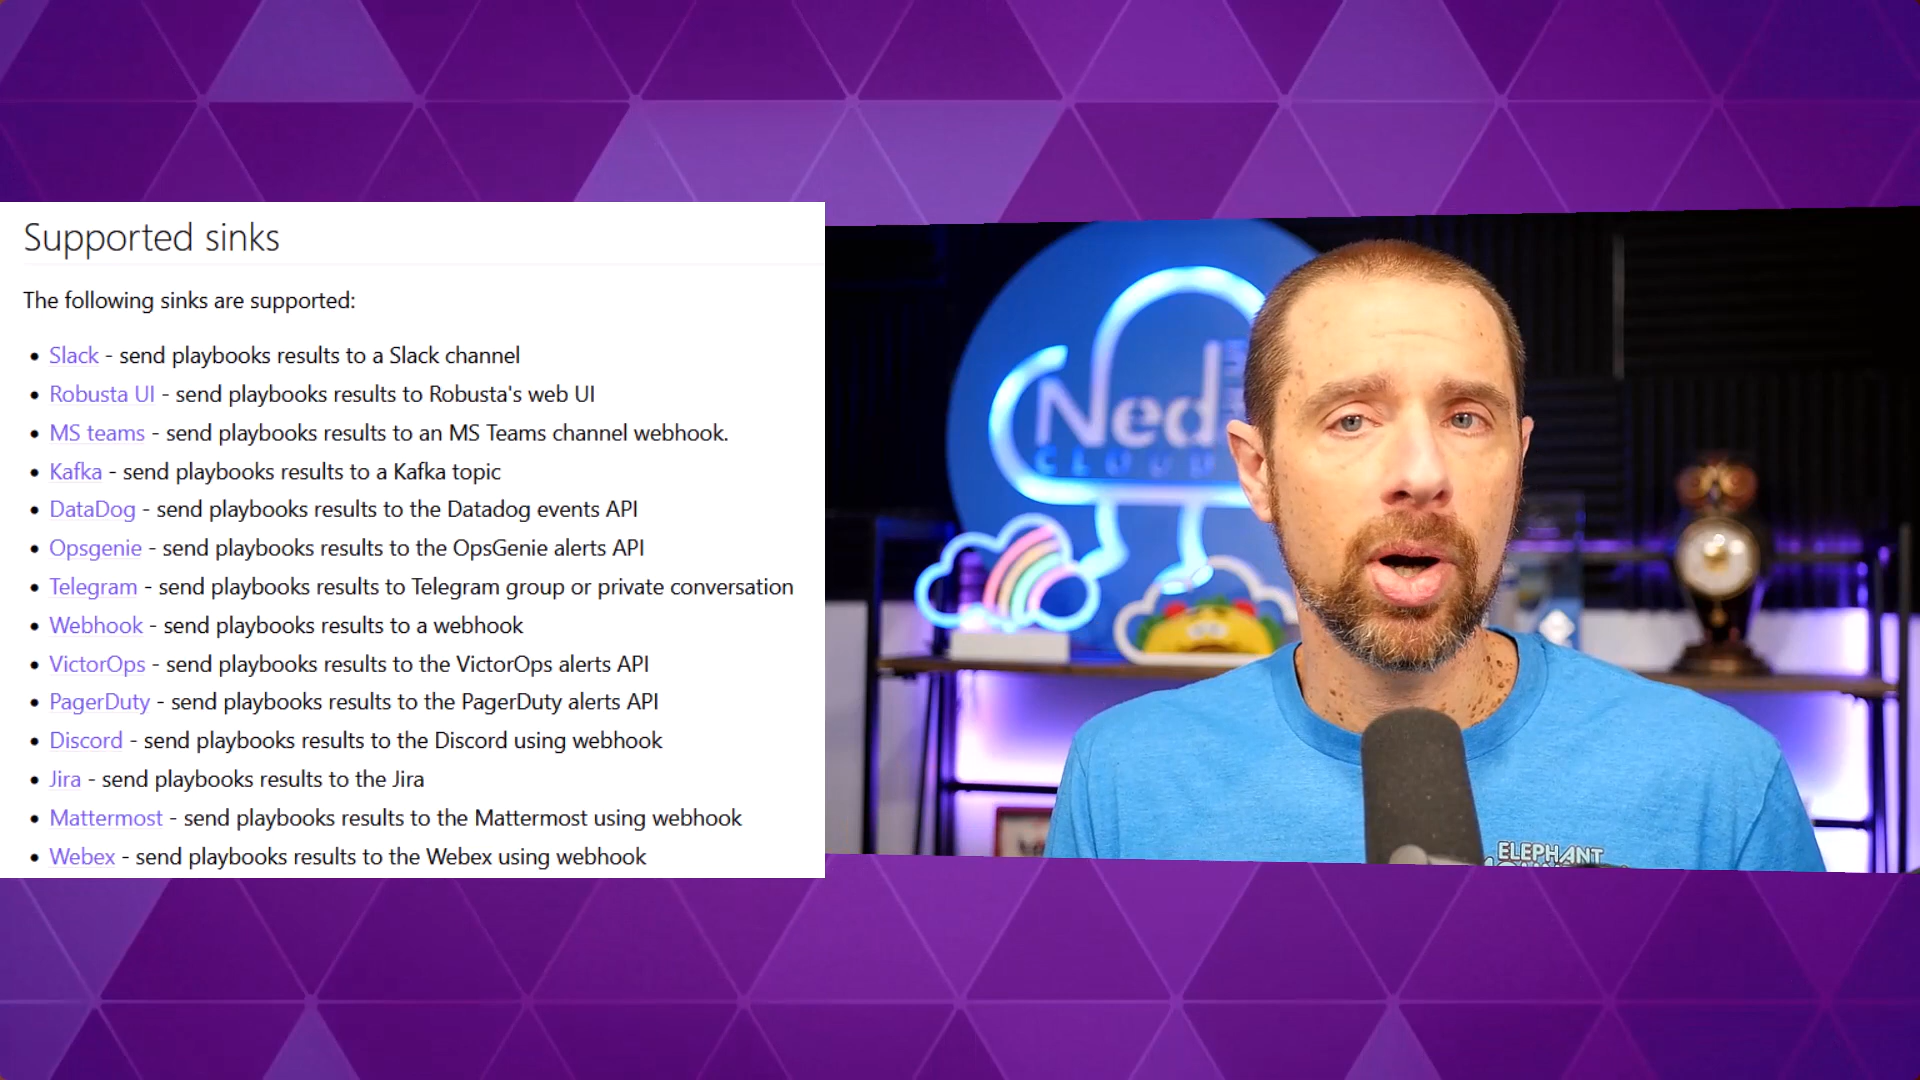 Supported sinks
The following sinks are supported:
• Slack - send playbooks results to a Slack channel
• Robusta UI - send playbooks results to Robusta's web UI
• MS teams - send playbooks results to an MS Teams channel webhook.
• Kafka - send playbooks results to a Kafka topic
• DataDog - send playbooks results to the Datadog events API
• Opsgenie - send playbooks results to the OpsGenie alerts API
• Telegram - send playbooks results to Telegram group or private conversation
• Webhook - send playbooks results to a webhook
• VictorOps - send playbooks results to the VictorOps alerts API
• PagerDuty - send playbooks results to the PagerDuty alerts API
• Discord - send playbooks results to the Discord using webhook
• Jira - send playbooks results to the Jira
• Mattermost - send playbooks results to the Mattermost using webhook
• Webex - send playbooks results to the Webex using webhook
Ned
CLOUD
ELEPHANT